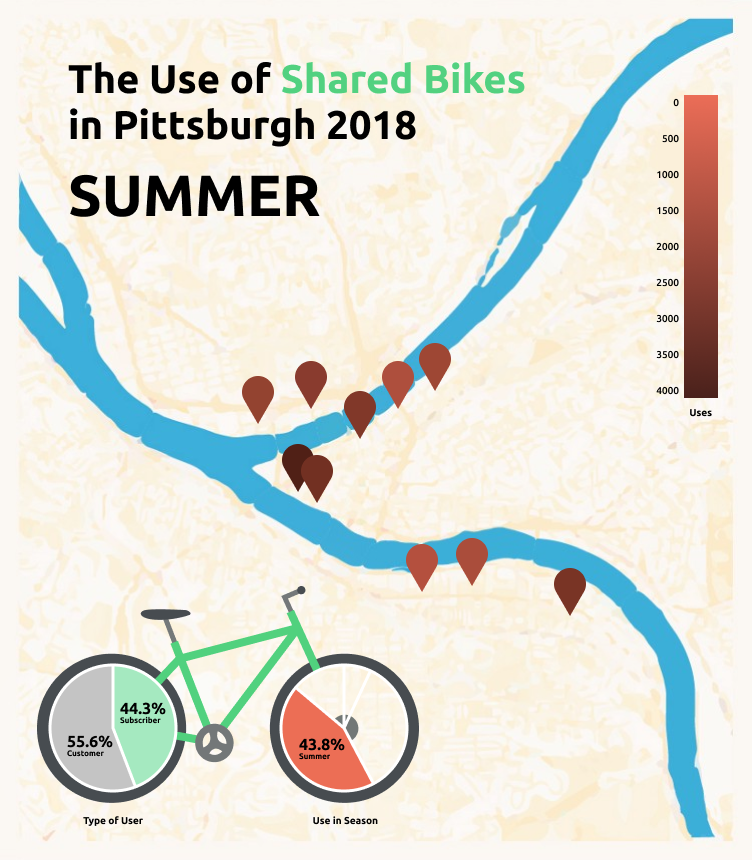 The Use of Shared Bikes
in Pittsburgh 2018
SUMMER
0
500
1000
1500
2000
2500
3000
3500
4000
Uses
44.3%
Subscriber
55.6%
Customer
43.8%
Summer
Type of User
Use in Season